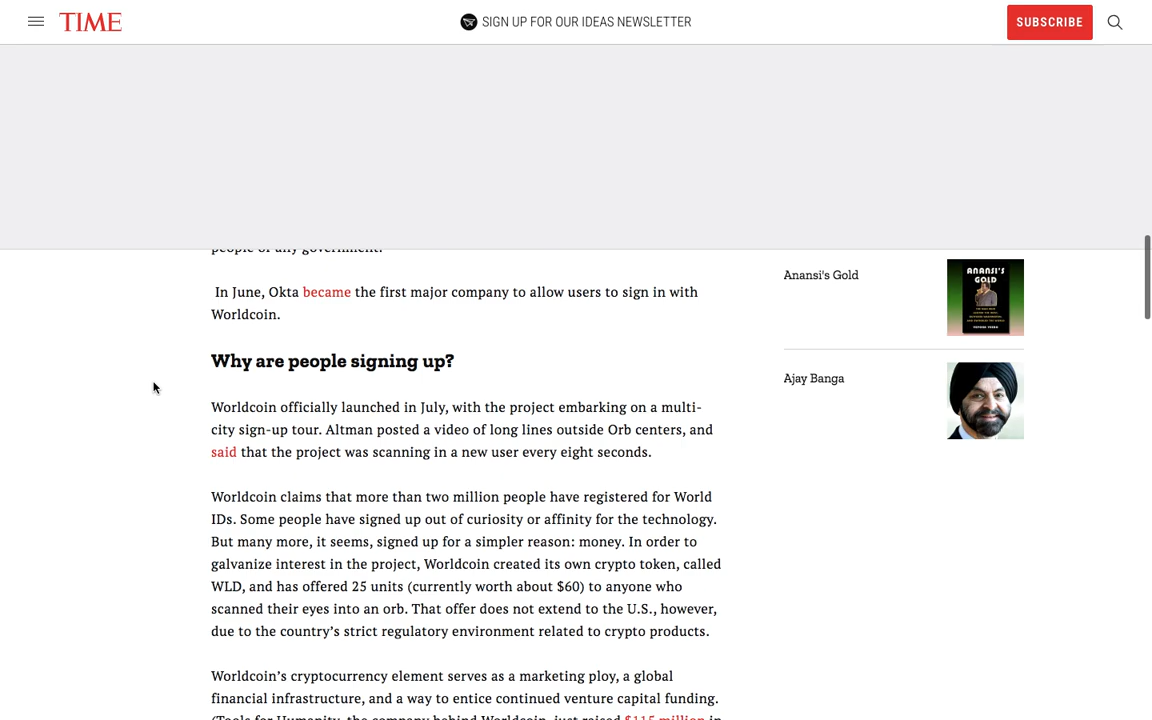 TIME
SIGN UP FOR OUR IDEAS NEWSLETTER
SUBSCRIBE
people or any government.
In June, Okta became the first major company to allow users to sign in with
Worldcoin.
Why are people signing up?
Worldcoin officially launched in July, with the project embarking on a multi-
city sign-up tour. Altman posted a video of long lines outside Orb centers, and
said that the project was scanning in a new user every eight seconds.
Worldcoin claims that more than two million people have registered for World
IDs. Some people have signed up out of curiosity or affinity for the technology.
But many more, it seems, signed up for a simpler reason: money. In order to
galvanize interest in the project, Worldcoin created its own crypto token, called
WLD, and has offered 25 units (currently worth about $60) to anyone who
scanned their eyes into an orb. That offer does not extend to the U.S., however,
due to the country’s strict regulatory environment related to crypto products.
Worldcoin’s cryptocurrency element serves as a marketing ploy, a global
financial infrastructure, and a way to entice continued venture capital funding.
(Tools for Humanity, the company behind Worldcoin, just raised $115 million in
Anansi's Gold
ANANSI'S
GOLD
Ajay Banga